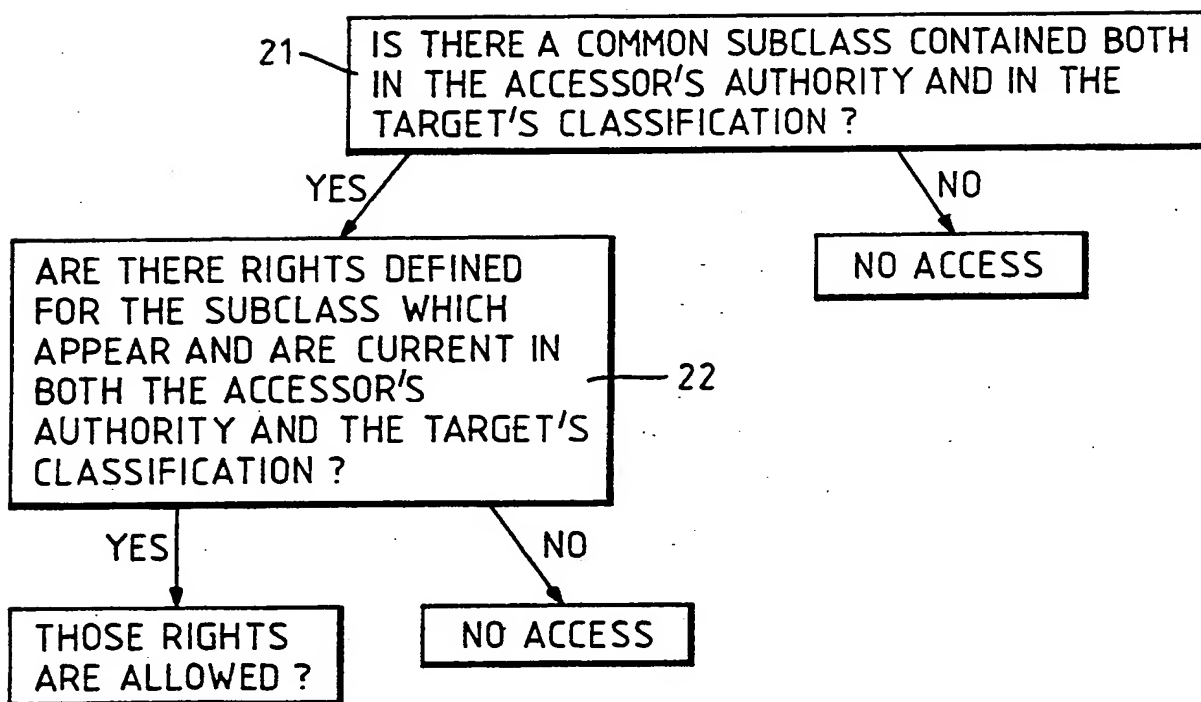 21
IS THERE A COMMON SUBCLASS CONTAINED BOTH
IN THE ACCESSOR'S AUTHORITY AND IN THE
TARGET'S CLASSIFICATION ?
YES
NO
ARE THERE RIGHTS DEFINED
FOR THE SUBCLASS WHICH
APPEAR AND ARE CURRENT IN
BOTH THE ACCESSOR'S
AUTHORITY AND THE TARGET'S
CLASSIFICATION ?
22
NO ACCESS
YES
NO
THOSE RIGHTS
ARE ALLOWED ?
NO ACCESS